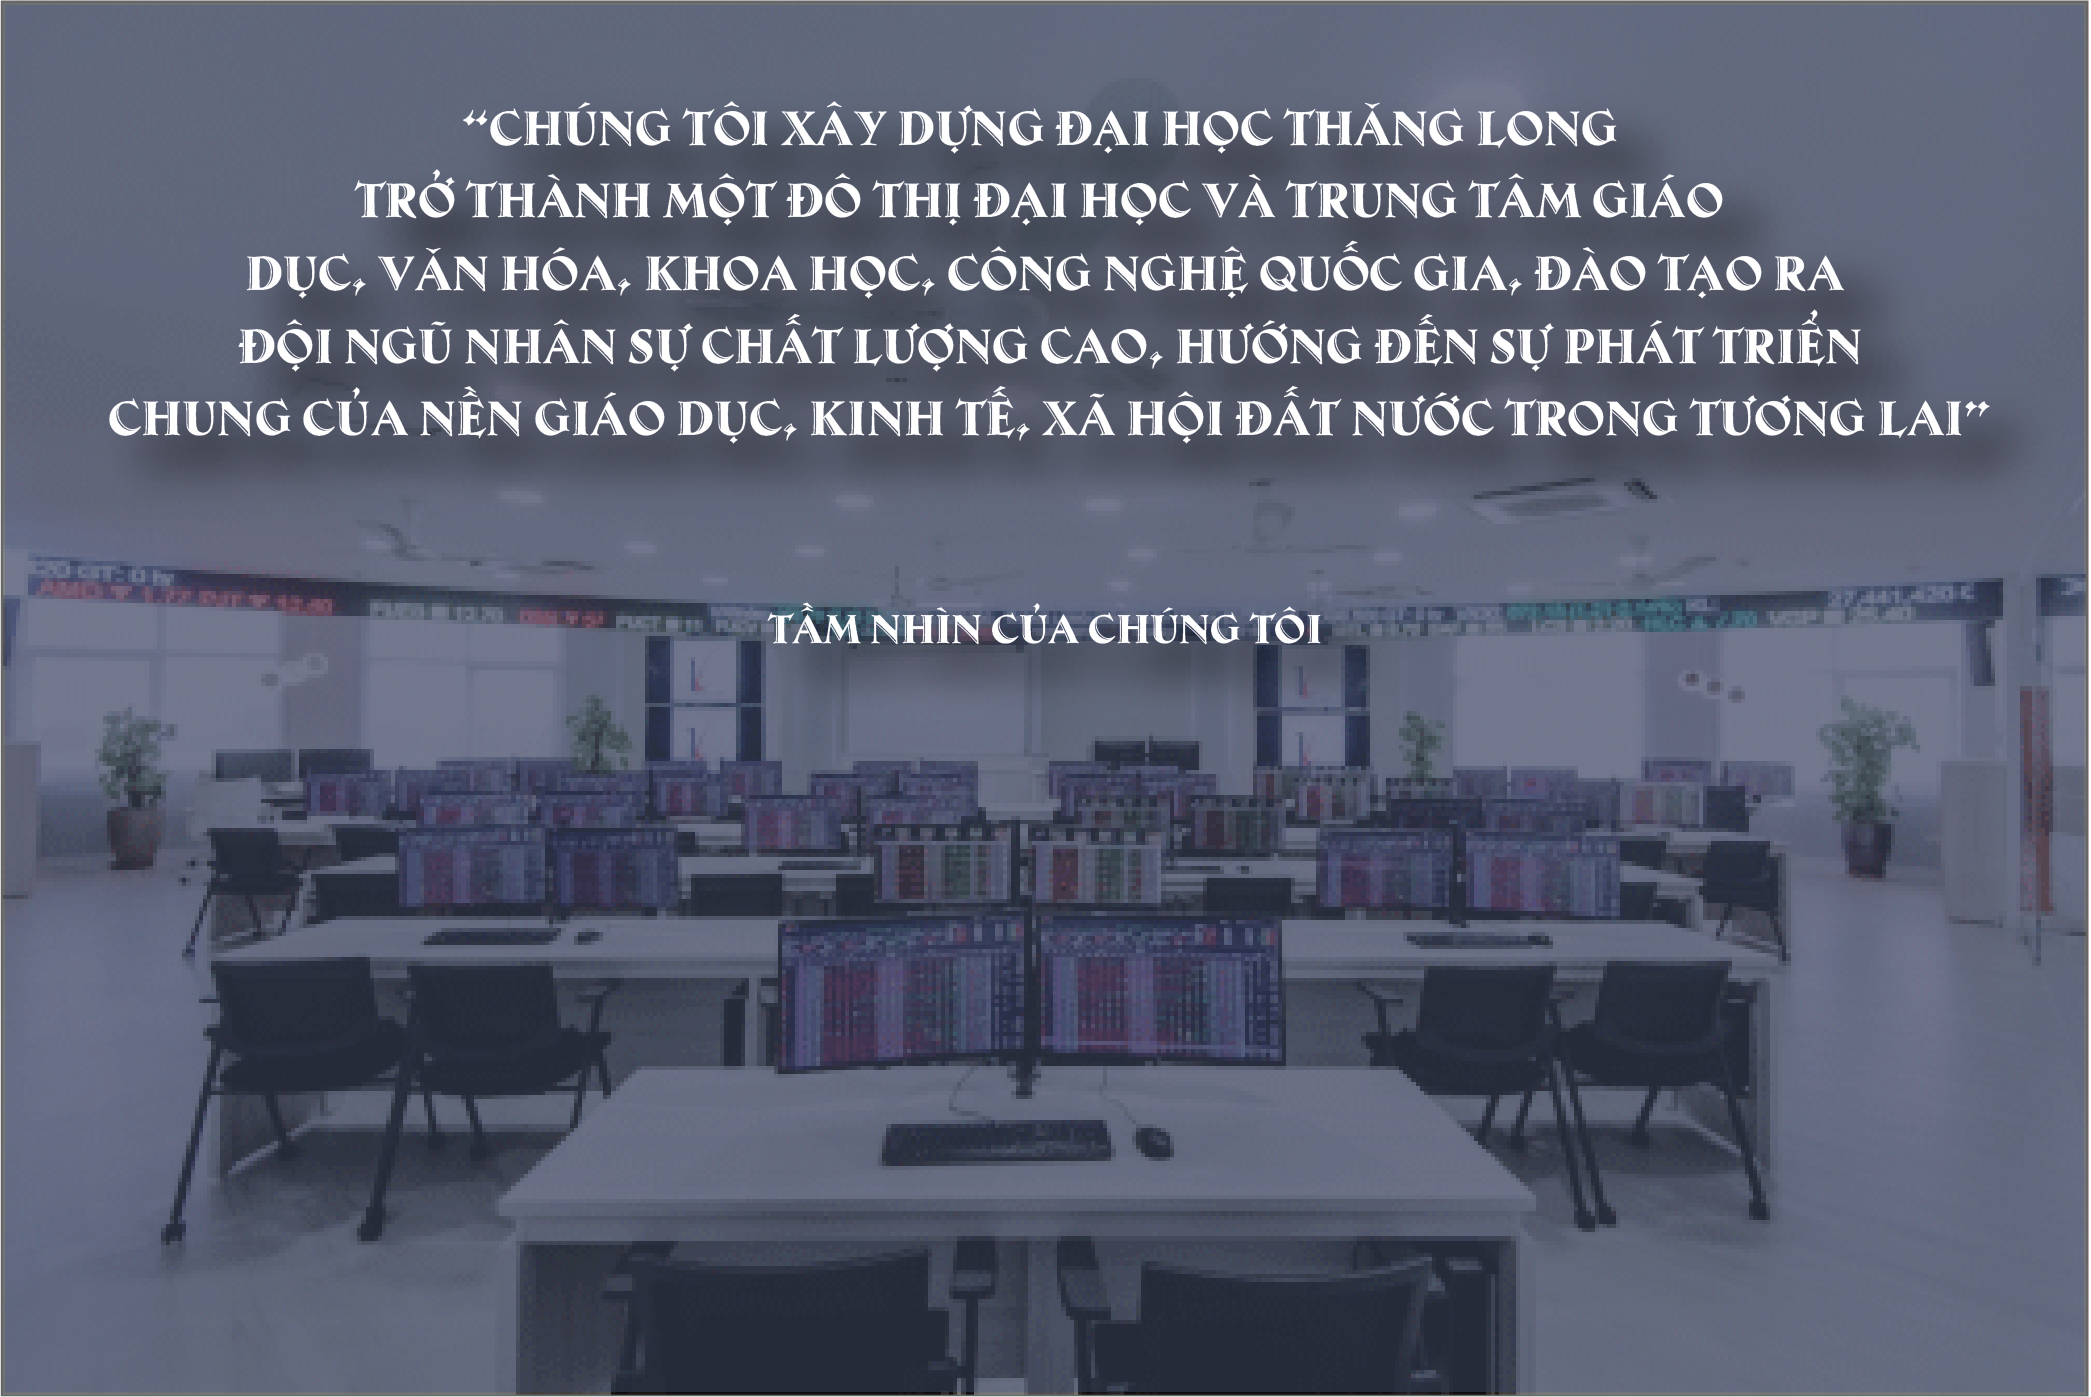 “CHÚNG TÔI XÂY DỰNG ĐẠI HỌC THĂNG LONG
TRỞ THÀNH MỘT ĐÔ THỊ ĐẠI HỌC VÀ TRUNG TÂM GIÁO
DỤC, VĂN HÓA, KHOA HỌC, CÔNG NGHỆ QUỐC GIA, ĐÀO TẠO RA
ĐỘI NGŨ NHÂN SỰ CHẤT LƯỢNG CAO, HƯỚNG ĐẾN SỰ PHÁT TRIỂN
CHUNG CỦA NỀN GIÁO DỤC, KINH TẾ, XÃ HỘI ĐẤT NƯỚC TRONG TƯƠNG LAI”
TẦM NHÌN CỦA CHÚNG TÔI